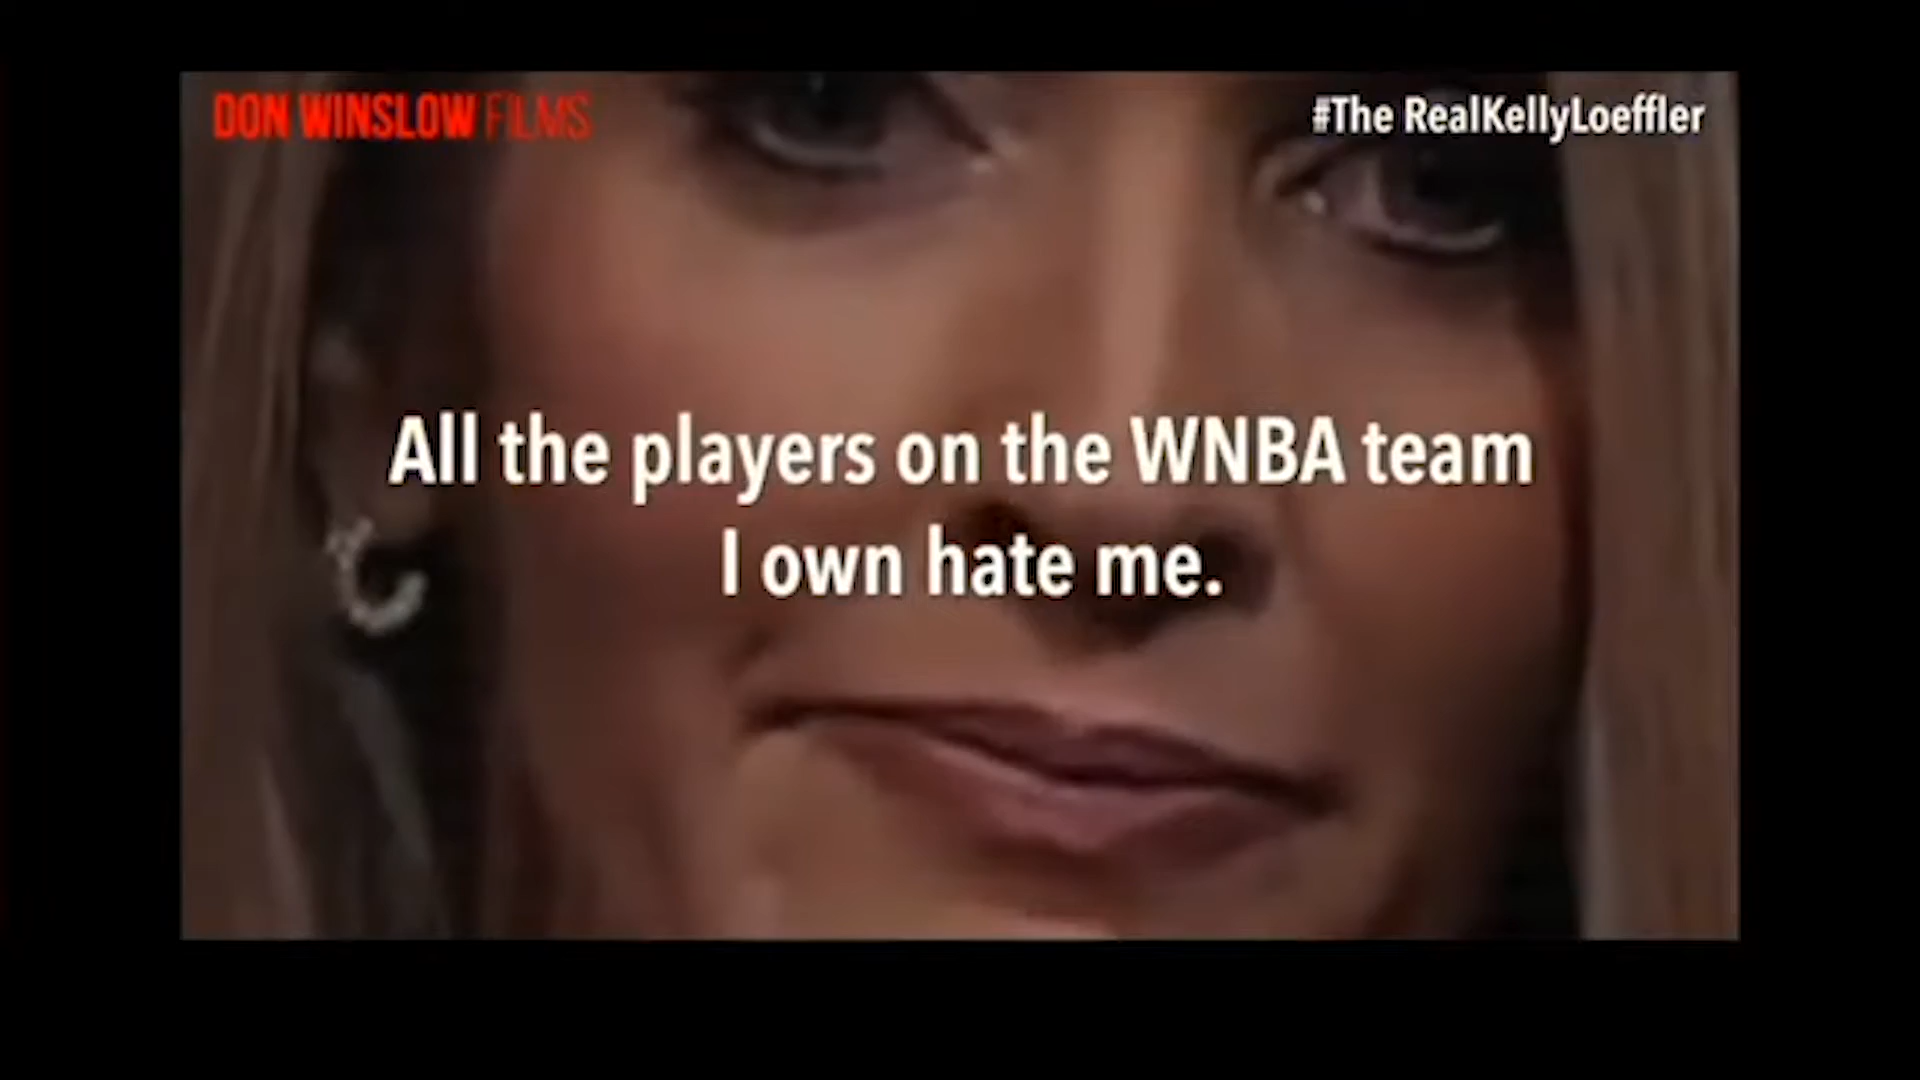 DON WINSLOW FILMS
#The RealKellyLoeffler
All the players on the WNBA team
I own hate me.